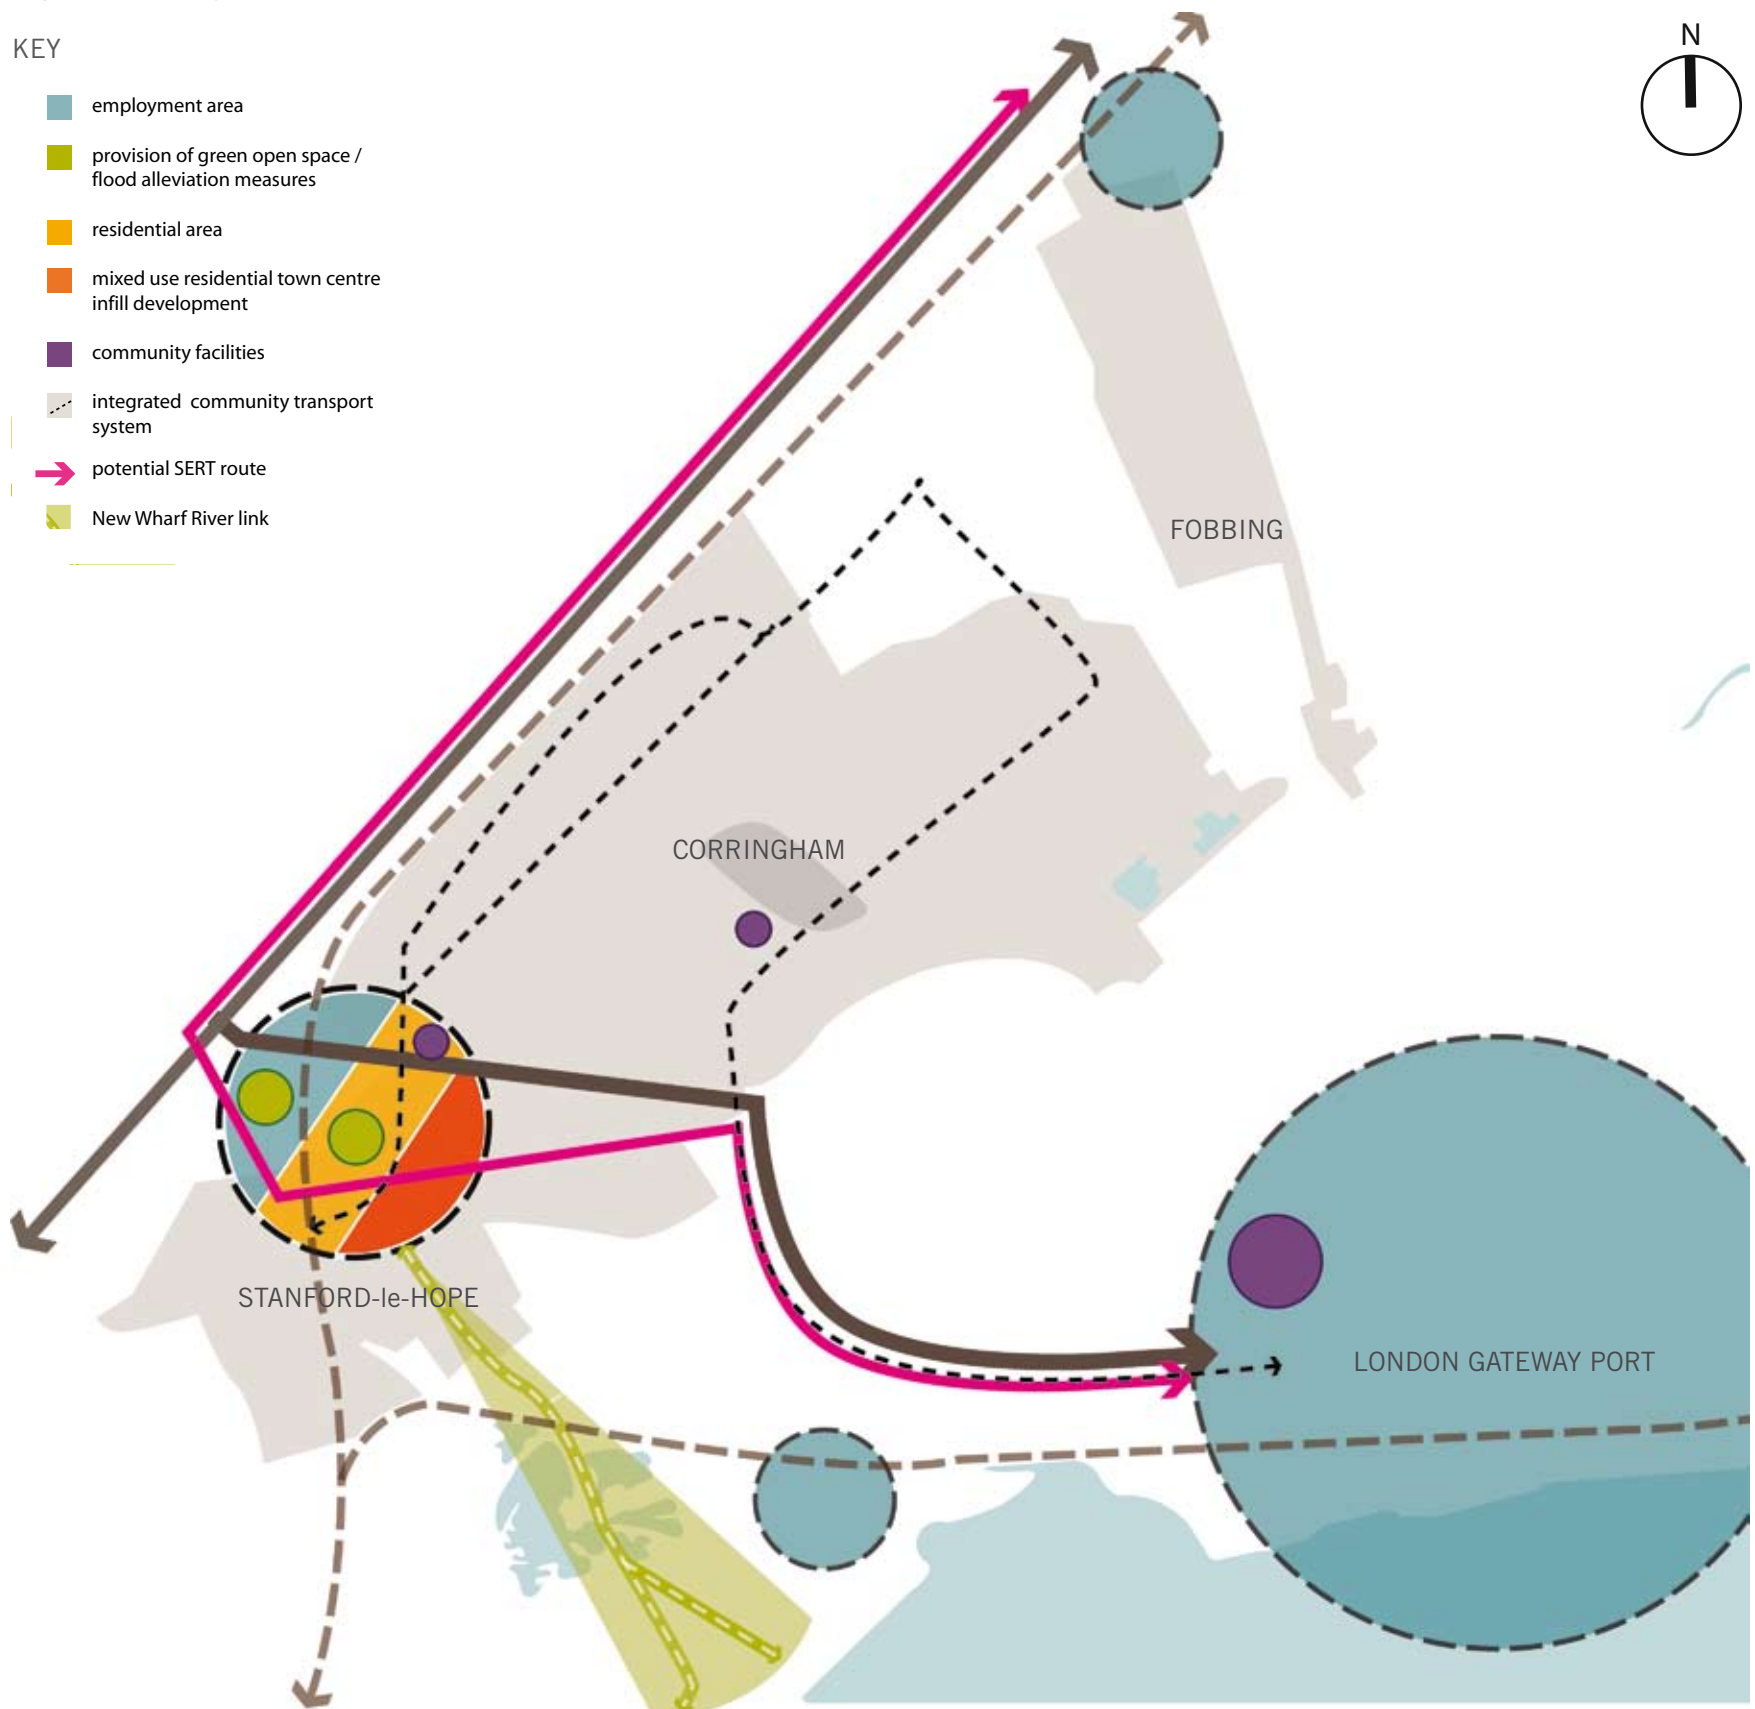 KEY
N
employment area
provision of green open space /
flood alleviation measures
residential area
mixed use residential town centre
infill development
community facilities
integrated community transport
system
potential SERT route
New Wharf River link
FOBBING
CORRINGHAM
STANFORD-le-HOPE
LONDON GATEWAY PORT